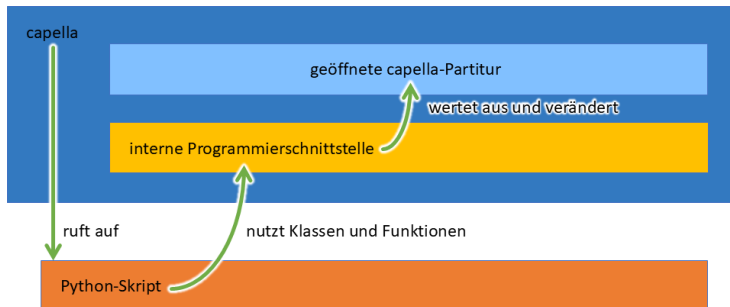 capella
geöffnete capella-Partitur
wertet aus und verändert
interne Programmierschnittstelle
ruft auf
nutzt Klassen und Funktionen
Python-Skript